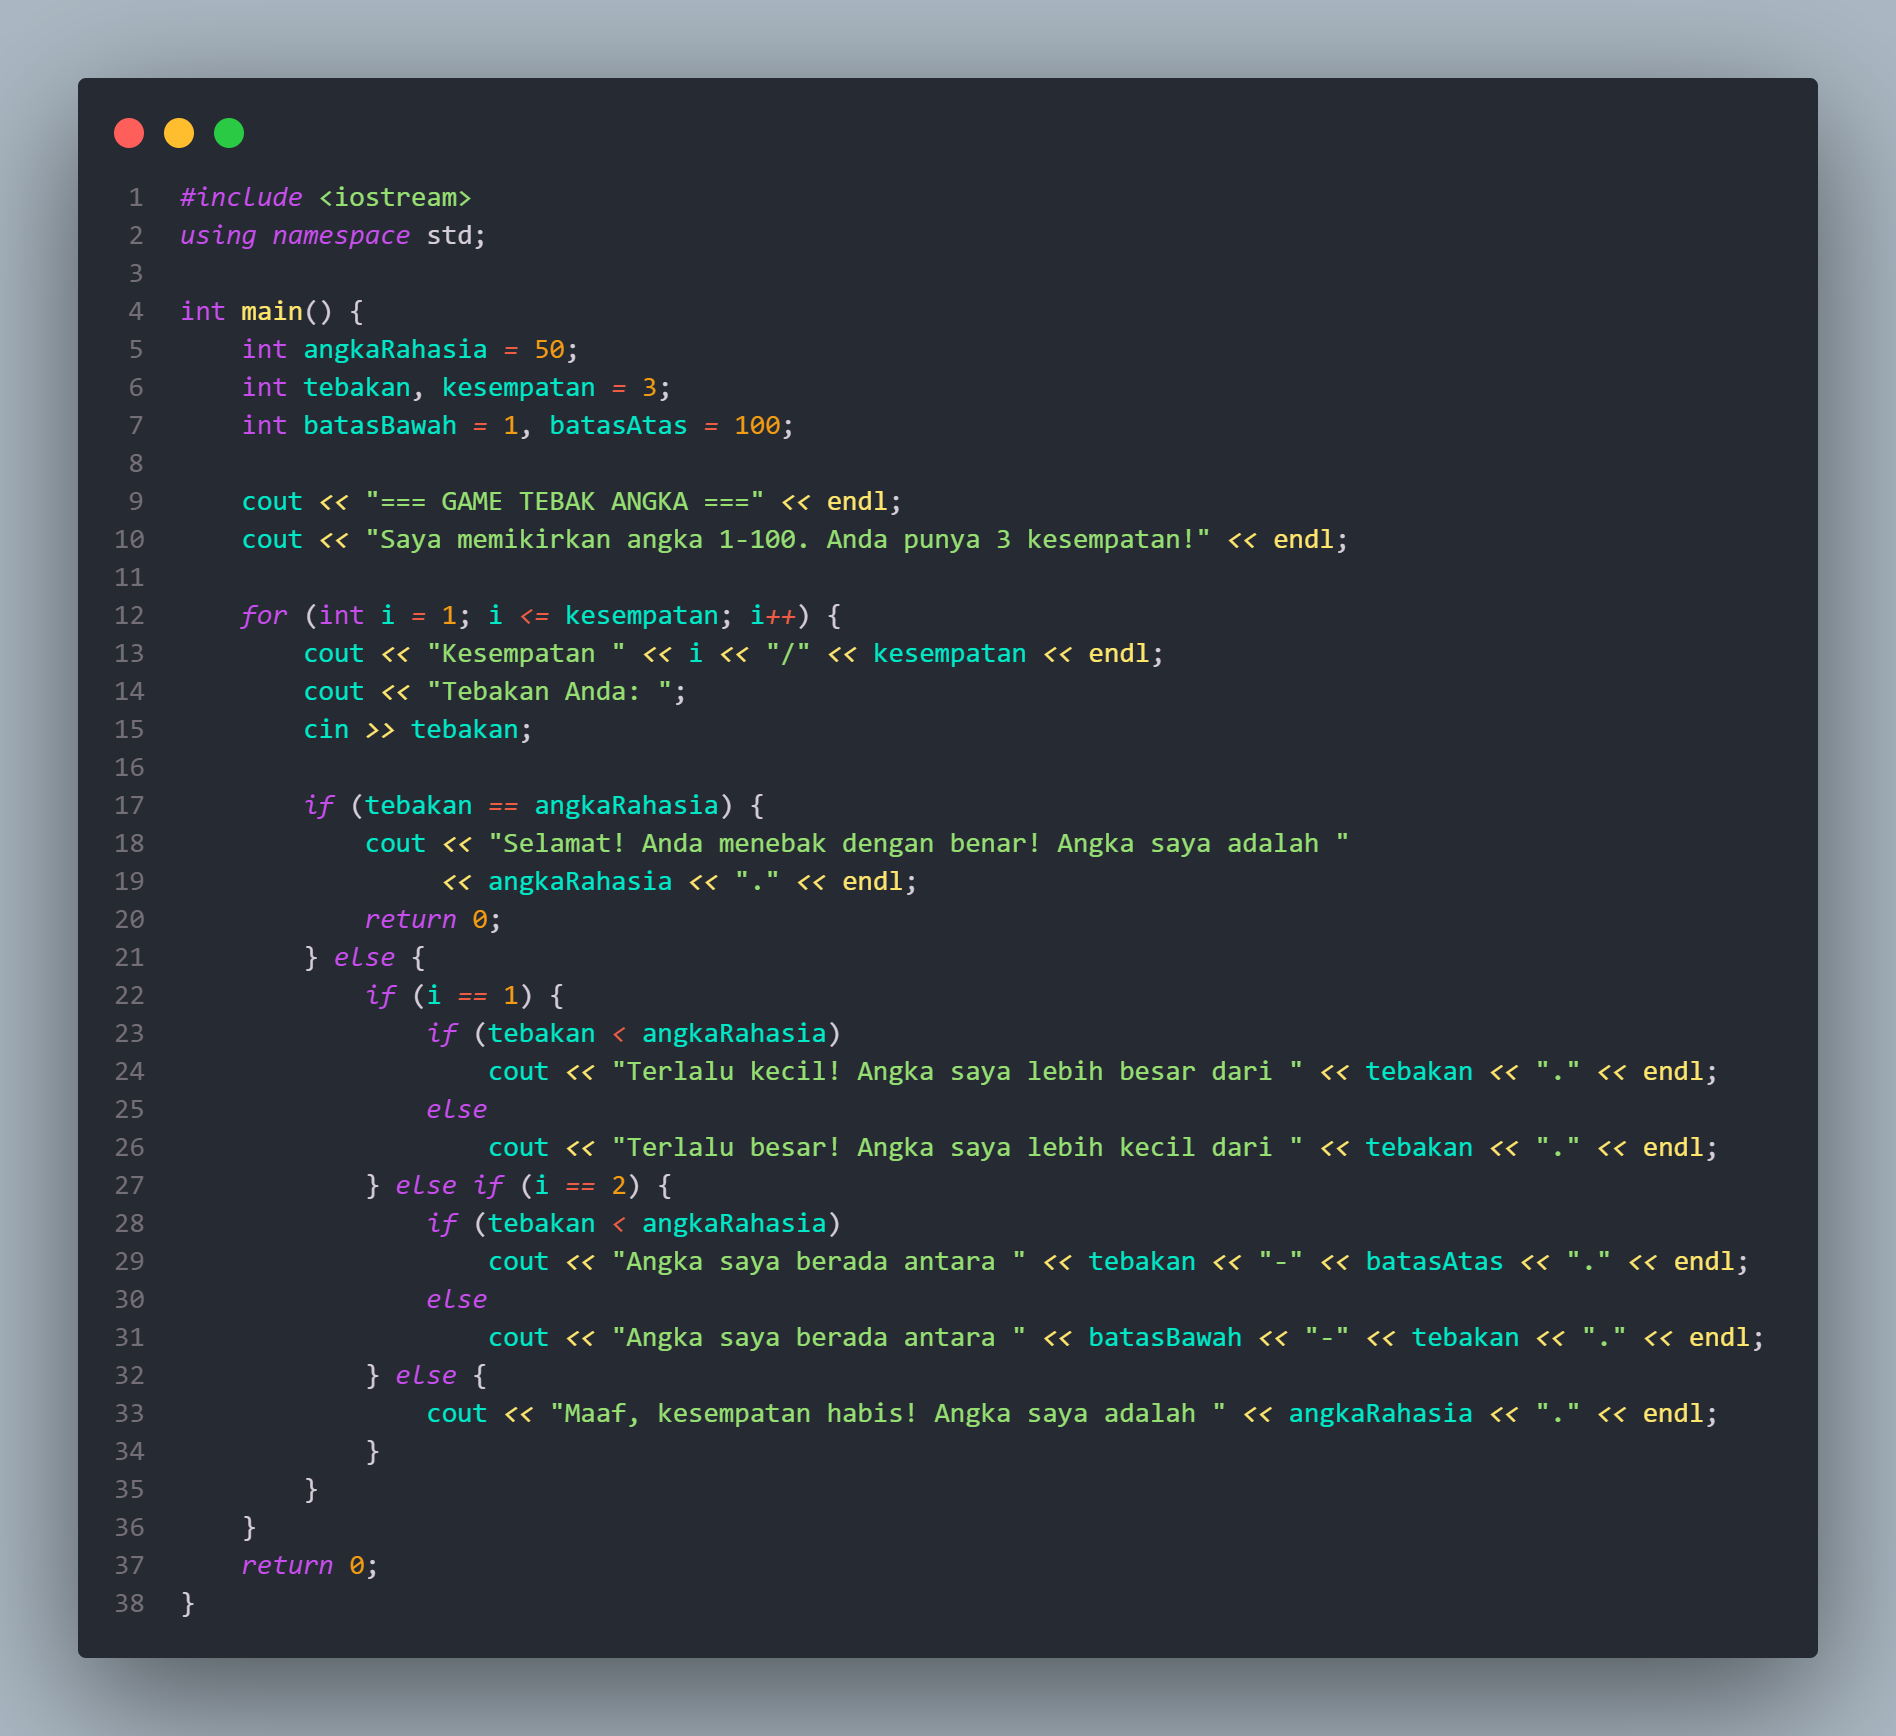 1 #include <iostream>
2 using namespace std;
3
4 int main() {
5     int angkaRahasia = 50;
6     int tebakan, kesempatan = 3;
7     int batasBawah = 1, batasAtas = 100;
8
9     cout << "=== GAME TEBAK ANGKA ===" << endl;
10     cout << "Saya memikirkan angka 1-100. Anda punya 3 kesempatan!" << endl;
11
12     for (int i = 1; i <= kesempatan; i++) {
13         cout << "Kesempatan " << i << "/" << kesempatan << endl;
14         cout << "Tebakan Anda: ";
15         cin >> tebakan;
16
17         if (tebakan == angkaRahasia) {
18             cout << "Selamat! Anda menebak dengan benar! Angka saya adalah "
19                  << angkaRahasia << "." << endl;
20             return 0;
21         } else {
22             if (i == 1) {
23                 if (tebakan < angkaRahasia)
24                     cout << "Terlalu kecil! Angka saya lebih besar dari " << tebakan << "." << endl;
25                 else
26                     cout << "Terlalu besar! Angka saya lebih kecil dari " << tebakan << "." << endl;
27             } else if (i == 2) {
28                 if (tebakan < angkaRahasia)
29                     cout << "Angka saya berada antara " << tebakan << "-" << batasAtas << "." << endl;
30                 else
31                     cout << "Angka saya berada antara " << batasBawah << "-" << tebakan << "." << endl;
32             } else {
33                 cout << "Maaf, kesempatan habis! Angka saya adalah " << angkaRahasia << "." << endl;
34             }
35         }
36     }
37     return 0;
38 }